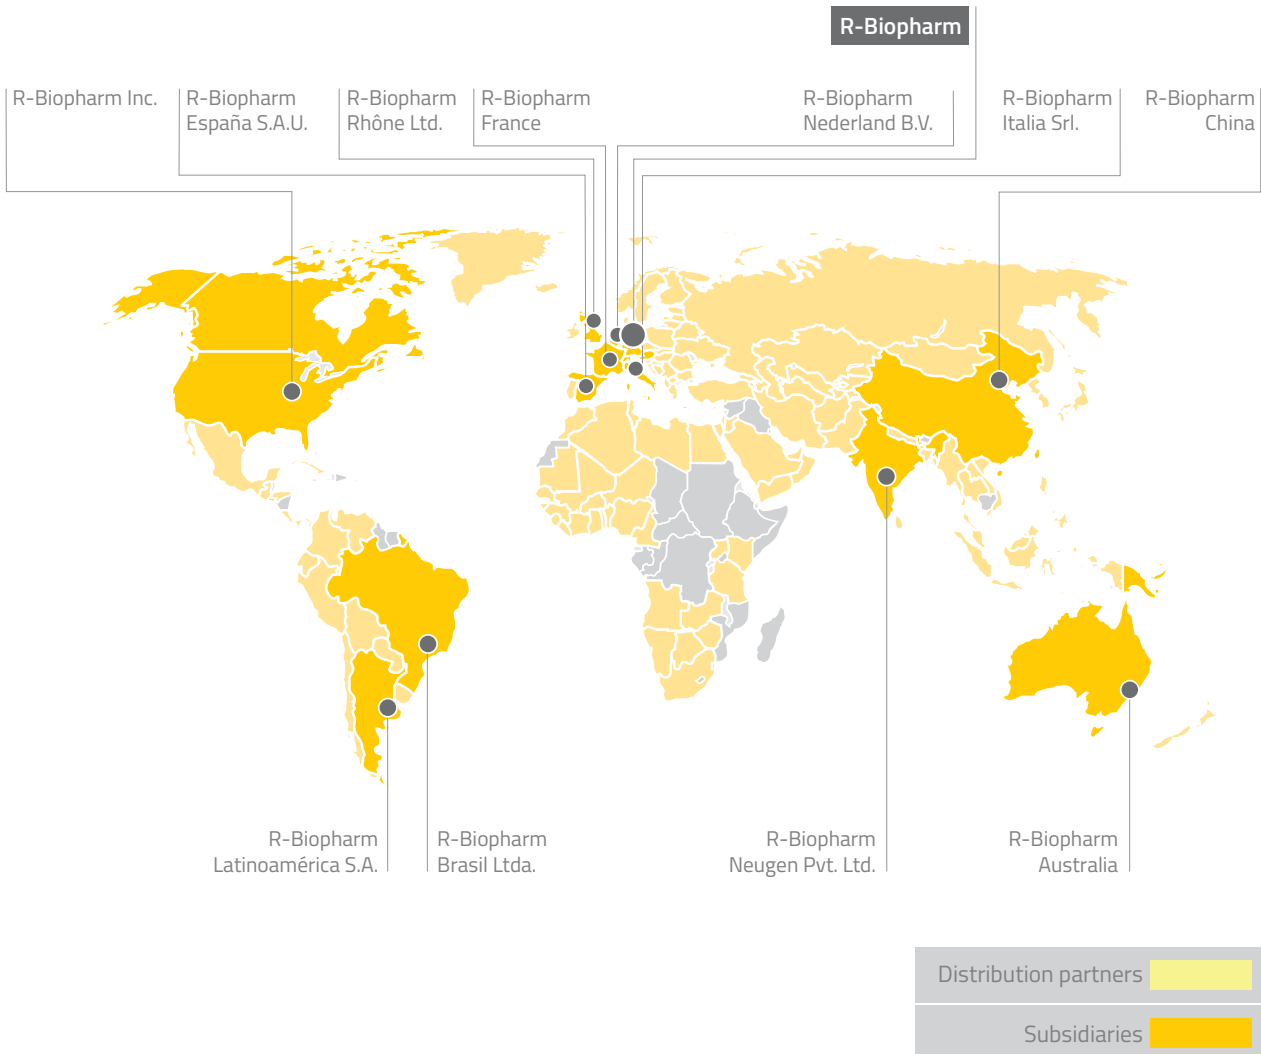 R-Biopharm
R-Biopharm Inc.
R-Biopharm
España S.A.U.
R-Biopharm
Rhône Ltd.
R-Biopharm
France
R-Biopharm
Nederland B.V.
R-Biopharm
Italia Srl.
R-Biopharm
China
R-Biopharm
Latinoamérica S.A.
R-Biopharm
Brasil Ltda.
R-Biopharm
Neugen Pvt. Ltd.
R-Biopharm
Australia
Distribution partners
Subsidiaries